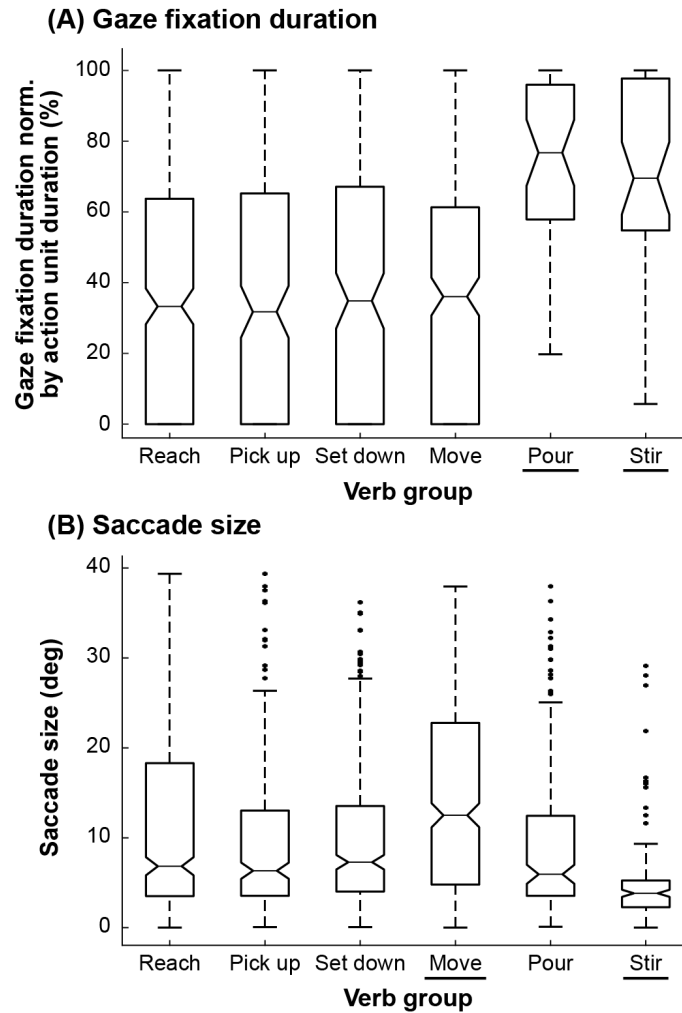 (A) Gaze fixation duration
Gaze fixation duration norm.
by action unit duration (%)
100
80
60
40
20
0
Reach Pick up Set down Move Pour Stir
Verb group
(B) Saccade size
Saccade size (deg)
40
30
20
10
0
Reach Pick up Set down Move Pour Stir
Verb group